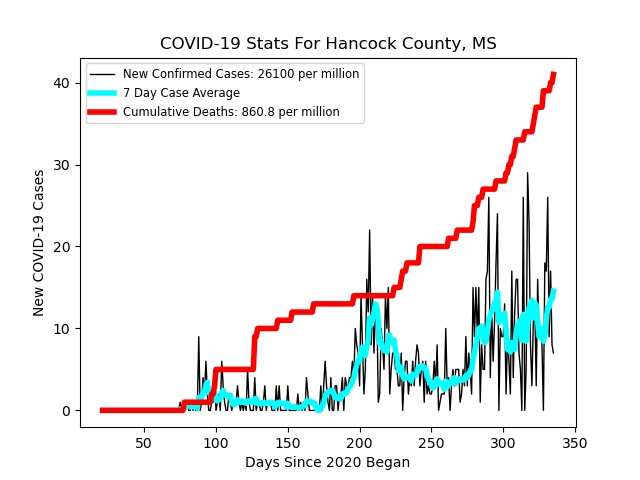 COVID-19 Stats For Hancock County, MS
New Confirmed Cases: 26100 per million
7 Day Case Average
Cumulative Deaths: 860.8 per million
New COVID-19 Cases
40
30
20
10
0
50 100 150 200 250 300 350
Days Since 2020 Began